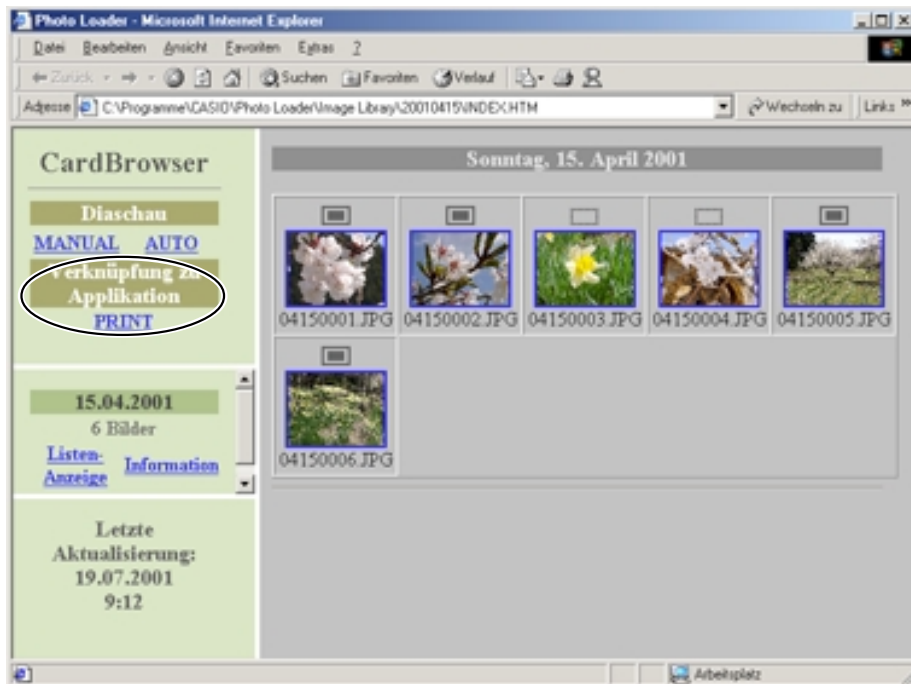 Photo Loader - Microsoft Internet Explorer
Datei Bearbeiten Ansicht Favoriten Extras ?
Zurück Suchen Favoriten Verlauf
Adresse C:\Programme\CASIO\Photo Loader\Image Library\20010415\INDEX.HTM Wechseln zu Links »
CardBrowser
Diaschau
MANUAL AUTO
Verknüpfung zu
Applikation
PRINT
15.04.2001
6 Bilder
Listen-
Anzeige
Information
Letzte
Aktualisierung:
19.07.2001
9:12
Sonntag, 15. April 2001
04150001.JPG 04150002.JPG 04150003.JPG 04150004.JPG 04150005.JPG
04150006.JPG
Arbeitsplatz